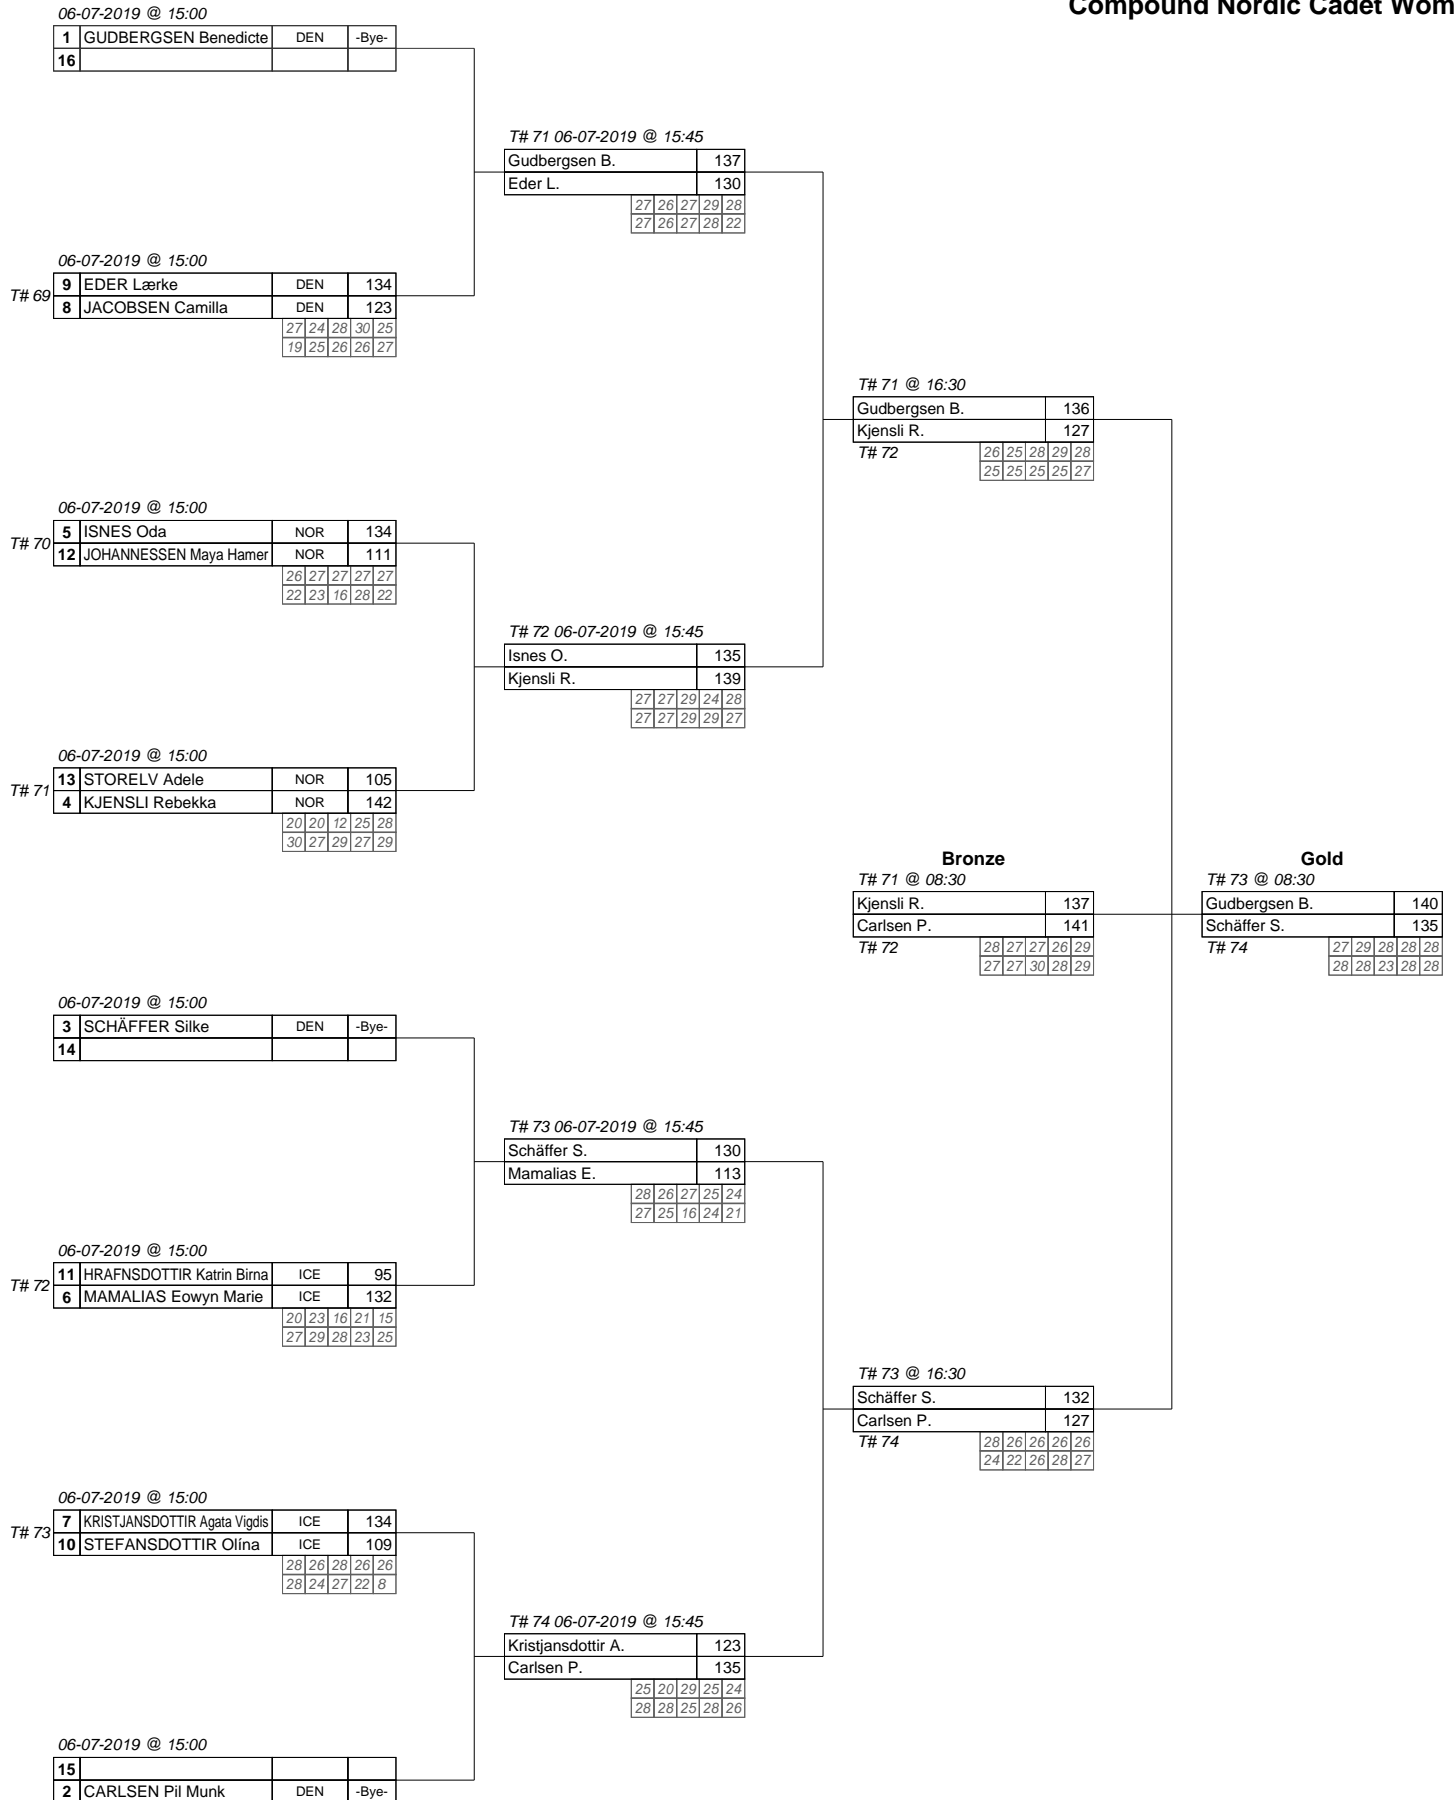 Compound Nordic Cadet Wom
06-07-2019 @ 15:00
1 GUDBERGSEN Benedicte DEN -Bye-
16
T# 71 06-07-2019 @ 15:45
Gudbergsen B. 137
Eder L. 130
27 26 27 29 28
27 26 27 28 22
06-07-2019 @ 15:00
T# 69
9 EDER Lærke DEN 134
8 JACOBSEN Camilla DEN 123
27 24 28 30 25
19 25 26 26 27
T# 71 @ 16:30
Gudbergsen B. 136
Kjensli R. 127
T# 72 26 25 28 29 28
25 25 25 25 27
06-07-2019 @ 15:00
T# 70
5 ISNES Oda NOR 134
12 JOHANNESSEN Maya Hamer NOR 111
26 27 27 27 27
22 23 16 28 22
T# 72 06-07-2019 @ 15:45
Isnes O. 135
Kjensli R. 139
27 27 29 24 28
27 27 29 29 27
06-07-2019 @ 15:00
T# 71
13 STORELV Adele NOR 105
4 KJENSLI Rebekka NOR 142
20 20 12 25 28
30 27 29 27 29
Bronze
T# 71 @ 08:30
Kjensli R. 137
Carlsen P. 141
T# 72 28 27 27 26 29
27 27 30 28 29
Gold
T# 73 @ 08:30
Gudbergsen B. 140
Schäffer S. 135
T# 74 27 29 28 28 28
28 28 23 28 28
06-07-2019 @ 15:00
3 SCHÄFFER Silke DEN -Bye-
14
T# 73 06-07-2019 @ 15:45
Schäffer S. 130
Mamalias E. 113
28 26 27 25 24
27 25 16 24 21
06-07-2019 @ 15:00
T# 72
11 HRAFNSDOTTIR Katrin Birna ICE 95
6 MAMALIAS Eowyn Marie ICE 132
20 23 16 21 15
27 29 28 23 25
T# 73 @ 16:30
Schäffer S. 132
Carlsen P. 127
T# 74 28 26 26 26 26
24 22 26 28 27
06-07-2019 @ 15:00
T# 73
7 KRISTJANSDOTTIR Agata Vigdis ICE 134
10 STEFANSDOTTIR Olína ICE 109
28 26 28 26 26
28 24 27 22 8
T# 74 06-07-2019 @ 15:45
Kristjansdottir A. 123
Carlsen P. 135
25 20 29 25 24
28 28 25 28 26
06-07-2019 @ 15:00
15
2 CARLSEN Pil Munk DEN -Bye-